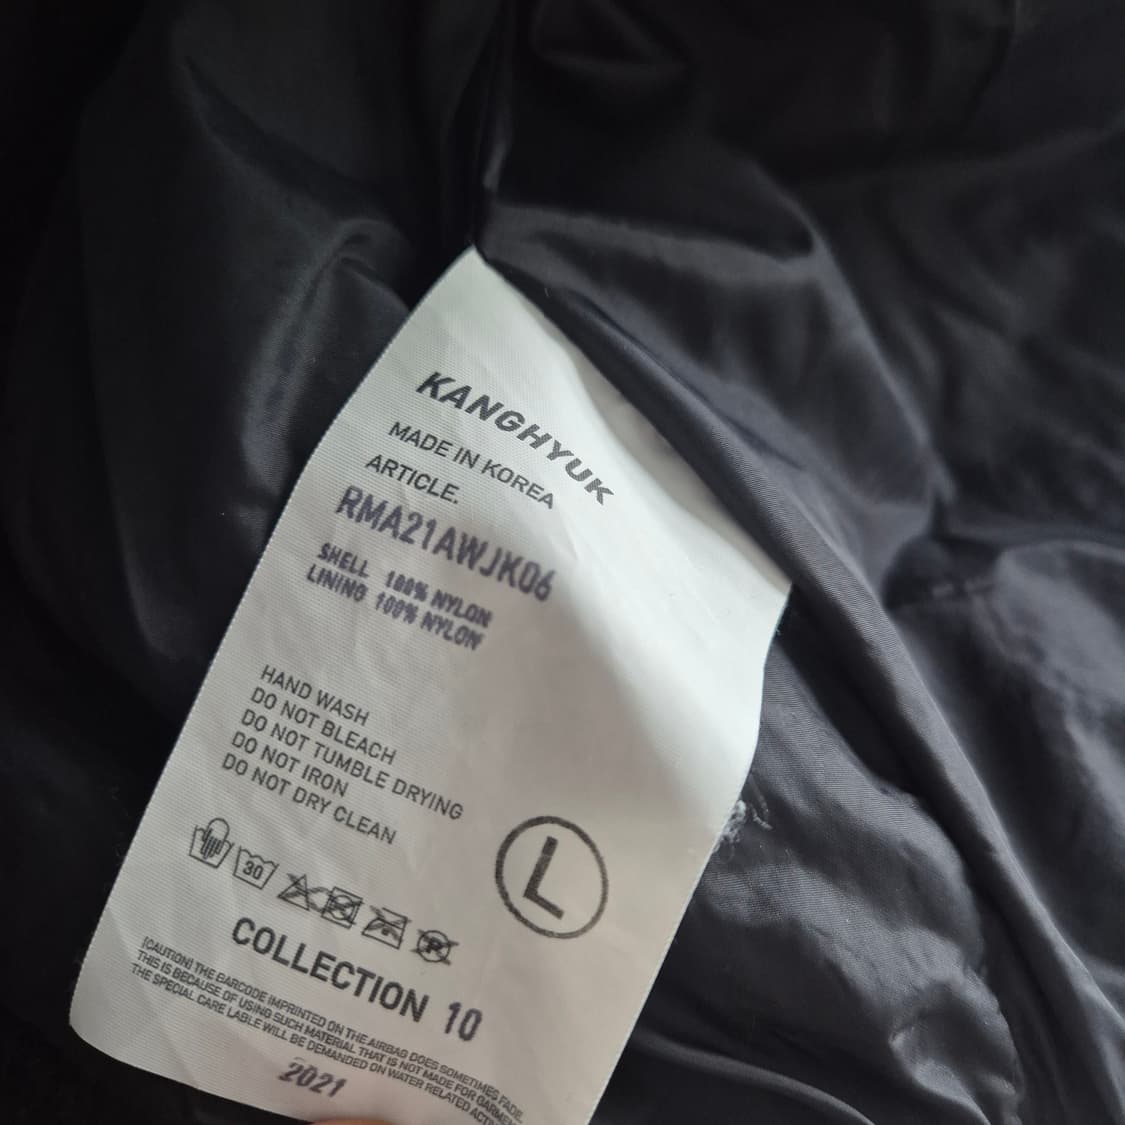 KANGHYUK
MADE IN KOREA
ARTICLE.
RMA21AWJK06
SHELL 100% NYLON
LINING 100% NYLON
HAND WASH
DO NOT BLEACH
DO NOT TUMBLE DRYING
DO NOT IRON
DO NOT DRY CLEAN
L
30
P
COLLECTION 10
(CAUTION) THE BARCODE IMPRINTED ON THE AIRBAG DOES SOMETIMES FADE.
THIS IS BECAUSE OF USING SUCH MATERIAL THAT IS NOT MADE FOR
THE SPECIAL CARE LABLE WILL BE DEMANDED ON WATER RELATED
2021